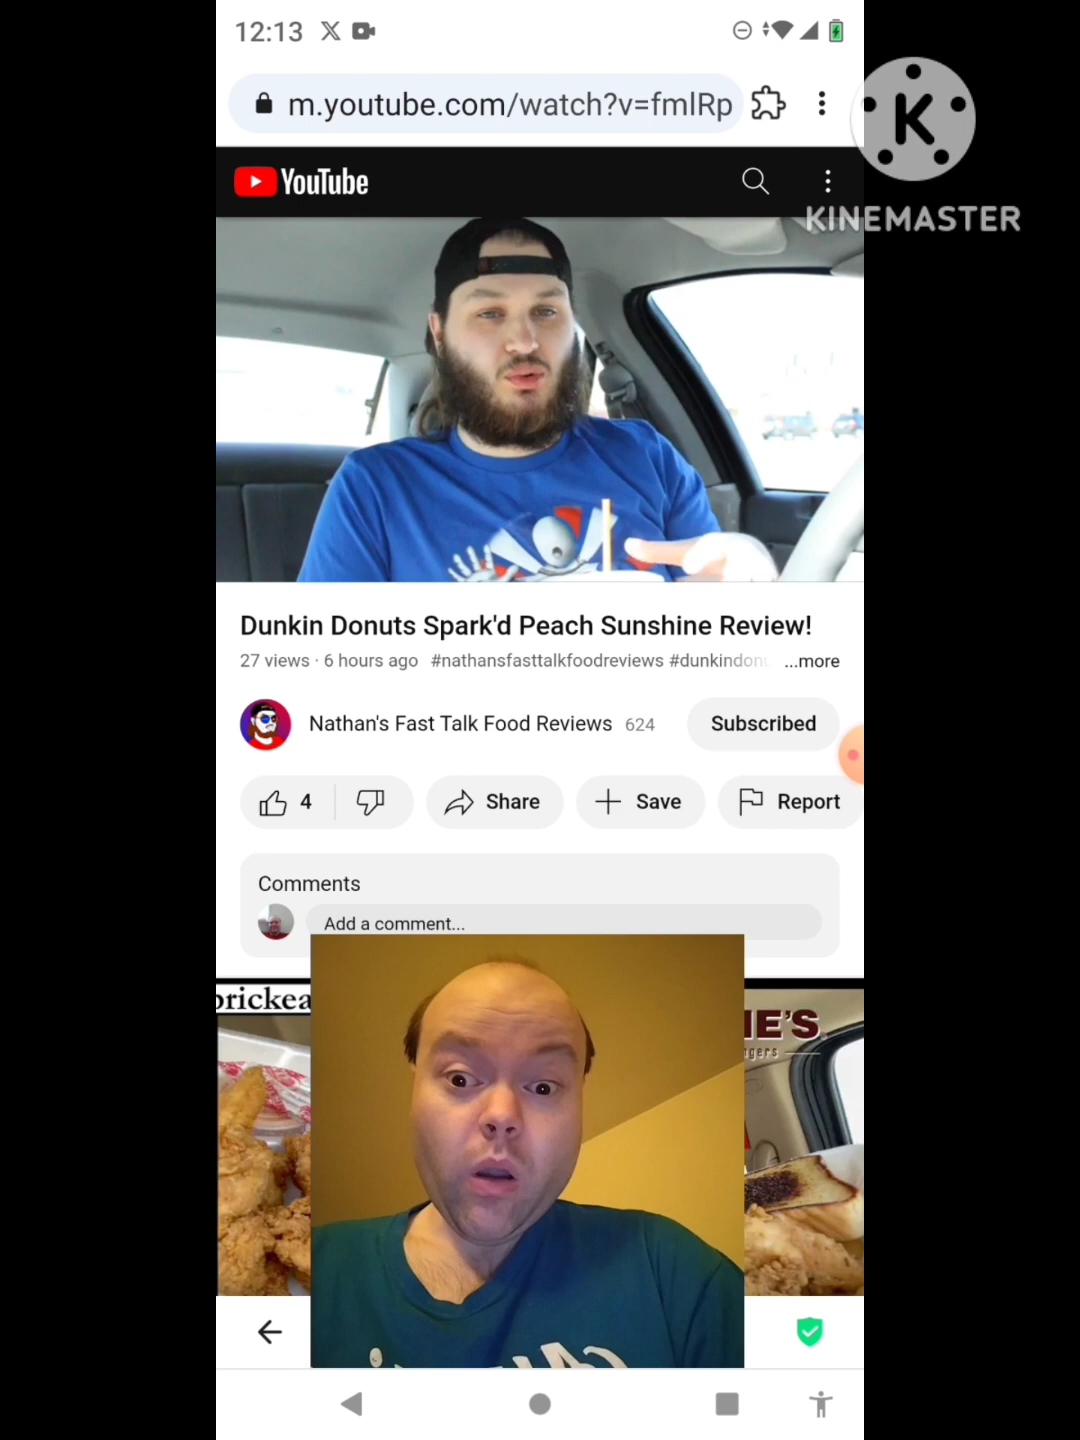 12:13
m.youtube.com/watch?v=fmlRp
K
KINEMASTER
YouTube
Dunkin Donuts Spark'd Peach Sunshine Review!
27 views · 6 hours ago #nathansfasttalkfoodreviews #dunkindon ...more
Nathan's Fast Talk Food Reviews 624 Subscribed
4 Share Save Report
Comments
Add a comment...